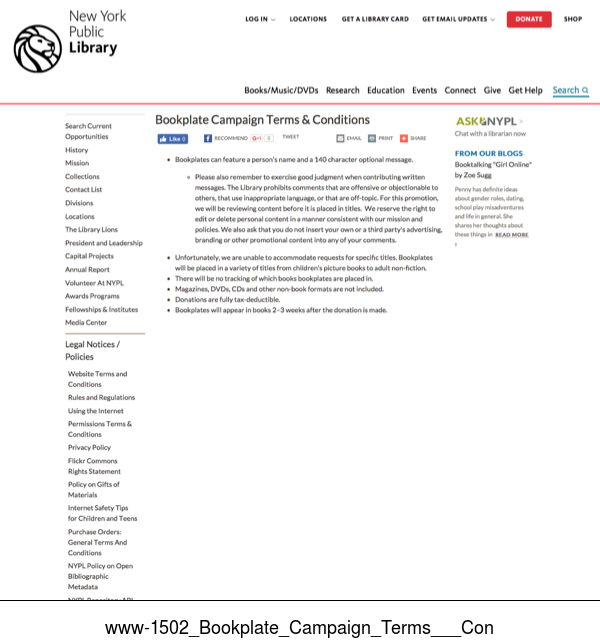 New York
Public
Library
LOG IN
LOCATIONS
GET A LIBRARY CARD
GET EMAIL UPDATES
DONATE
SHOP
Books/Music/DVDs Research Education Events Connect Give Get Help Search
Search Current
Opportunities
History
Mission
Collections
Contact List
Divisions
Locations
The Library Lions
President and Leadership
Capital Projects
Annual Report
Volunteer At NYPL
Awards Programs
Fellowships & Institutes
Media Center
Legal Notices /
Policies
Website Terms and
Conditions
Rules and Regulations
Using the Internet
Permissions Terms &
Conditions
Privacy Policy
Flickr Commons
Rights Statement
Policy on Gifts of
Materials
Internet Safety Tips
for Children and Teens
Purchase Orders:
General Terms And
Conditions
NYPL Policy on Open
Bibliographic
Metadata
Bookplate Campaign Terms & Conditions
Like 0
RECOMMEND
G+1 0
TWEET
EMAIL
PRINT
SHARE
• Bookplates can feature a person's name and a 140 character optional message.
Please also remember to exercise good judgment when contributing written
messages. The Library prohibits comments that are offensive or objectionable to
others, that use inappropriate language, or that are off-topic. For this promotion,
we will be reviewing content before it is placed in titles. We reserve the right to
edit or delete personal content in a manner consistent with our mission and
policies. We also ask that you do not insert your own or a third party's advertising,
branding or other promotional content into any of your comments.
• Unfortunately, we are unable to accommodate requests for specific titles. Bookplates
will be placed in a variety of titles from children's picture books to adult non-fiction.
• There will be no tracking of which books bookplates are placed in.
• Magazines, DVDs, CDs and other non-book formats are not included.
• Donations are fully tax-deductible.
• Bookplates will appear in books 2–3 weeks after the donation is made.
ASK NYPL >
Chat with a librarian now
FROM OUR BLOGS
Booktalking "Girl Online"
by Zoe Sugg
Penny has definite ideas
about gender roles, dating,
school play misadventures
and life in general. She
shares her thoughts about
these things in READ MORE
www-1502_Bookplate_Campaign_Terms___Con